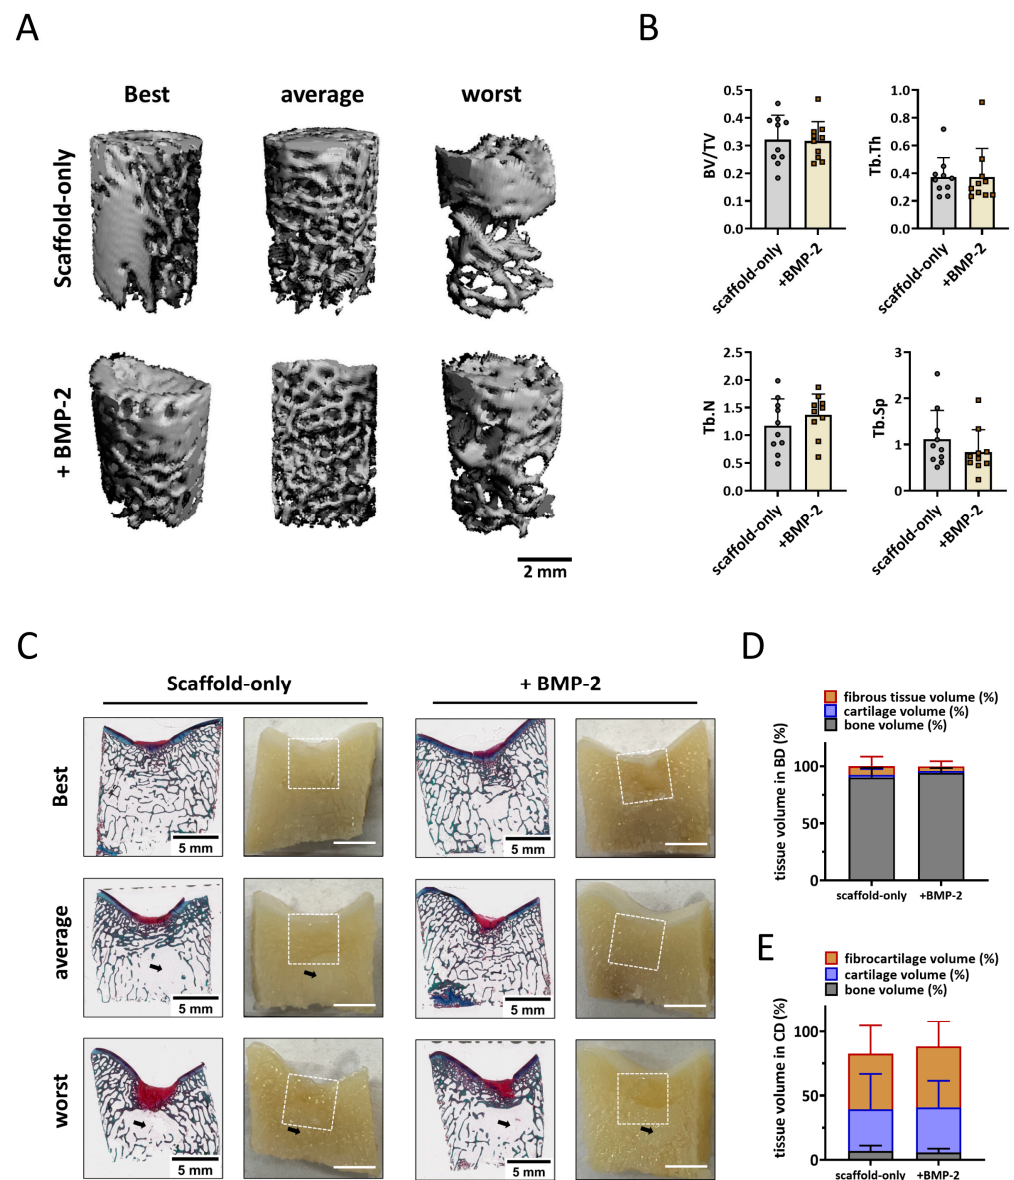 A
Best
average
worst
Scaffold-only
+ BMP-2
2 mm
B
BV/TV
0.5
0.4
0.3
0.2
0.1
0.0
scaffold-only
+BMP-2
Tb.Th
1.0
0.8
0.6
0.4
0.2
0.0
scaffold-only
+BMP-2
Tb.N
2.5
2.0
1.5
1.0
0.5
0.0
scaffold-only
+BMP-2
Tb.Sp
3
2
1
0
scaffold-only
+BMP-2
C
Scaffold-only
+ BMP-2
Best
5 mm
5 mm
average
5 mm
5 mm
worst
5 mm
5 mm
D
fibrous tissue volume (%)
cartilage volume (%)
bone volume (%)
tissue volume in BD (%)
100
50
0
scaffold-only
+BMP-2
E
fibrocartilage volume (%)
cartilage volume (%)
bone volume (%)
tissue volume in CD (%)
100
50
0
scaffold-only
+BMP-2